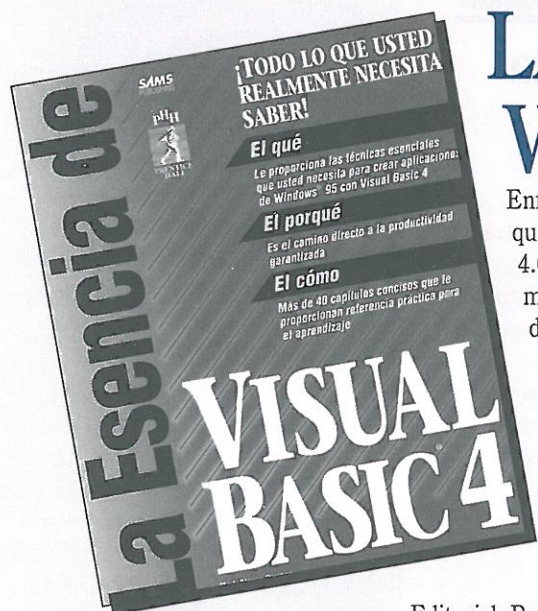 La Esencia de
SAMS
PUBLISHING
PHH
PRENTICE
HALL
¡TODO LO QUE USTED
REALMENTE NECESITA
SABER!
El qué
Le proporciona las técnicas esenciales
que usted necesita para crear aplicaciones
de Windows 95 con Visual Basic 4
El porqué
Es el camino directo a la productividad
garantizada
El cómo
Más de 40 capítulos concisos que le
proporcionan referencia práctica para
el aprendizaje
VISUAL
BASIC 4
LA
V
Enf
qu
4.
m
d
Editorial: P